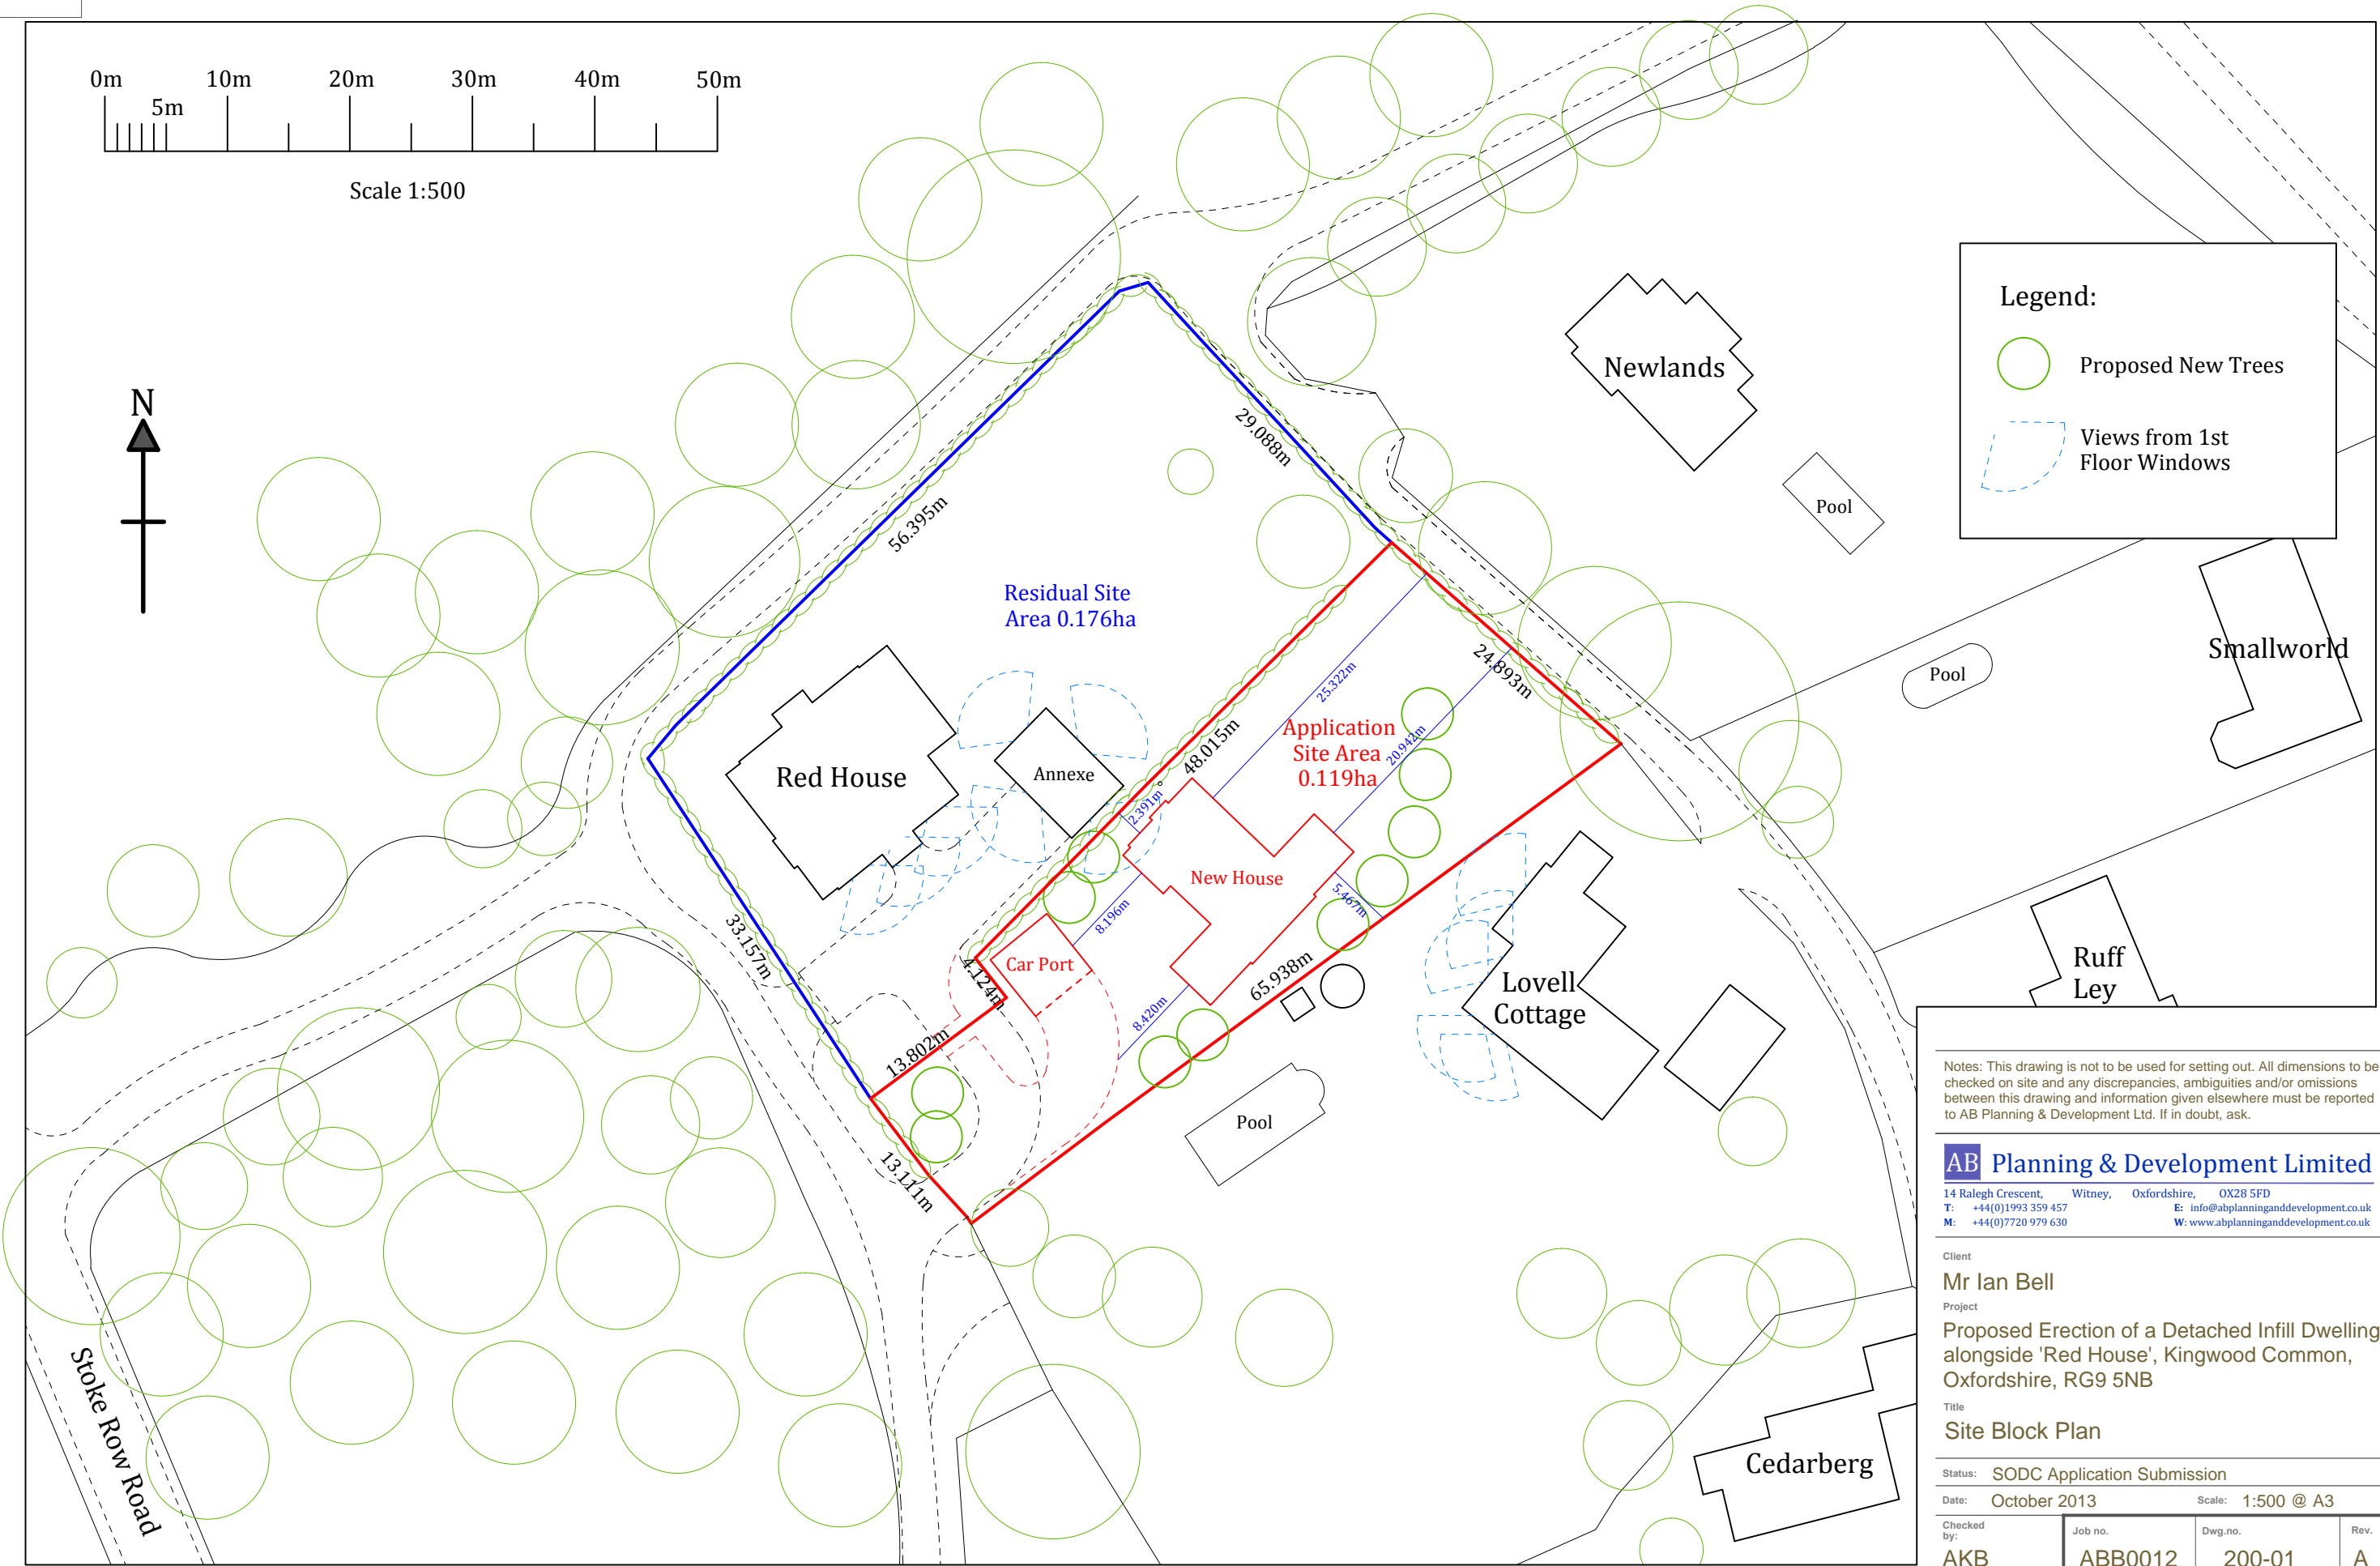 0m 10m 20m 30m 40m 50m
5m
Scale 1:500
N
Legend:
Proposed New Trees
Views from 1st
Floor Windows
Newlands
Pool
Smallworld
Pool
Ruff
Ley
29.088m
56.395m
Residual Site
Area 0.176ha
24.893m
25.322m
20.942m
48.015m
Application
Site Area
0.119ha
Red House
Annexe
2.391m
New House
5.467m
8.196m
Car Port
4.124m
33.157m
65.938m
8.420m
13.802m
13.111m
Lovell
Cottage
Pool
Cedarberg
Stoke Row Road
Notes: This drawing is not to be used for setting out. All dimensions to be
checked on site and any discrepancies, ambiguities and/or omissions
between this drawing and information given elsewhere must be reported
to AB Planning & Development Ltd. If in doubt, ask.
AB Planning & Development Limited
14 Ralegh Crescent, Witney, Oxfordshire, OX28 5FD
T: +44(0)1993 359 457 E: info@abplanninganddevelopment.co.uk
M: +44(0)7720 979 630 W: www.abplanninganddevelopment.co.uk
Client
Mr Ian Bell
Project
Proposed Erection of a Detached Infill Dwelling
alongside 'Red House', Kingwood Common,
Oxfordshire, RG9 5NB
Title
Site Block Plan
Status: SODC Application Submission
Date: October 2013 Scale: 1:500 @ A3
Checked
by:
AKB
Job no.
ABB0012
Dwg.no.
200-01
Rev.
A